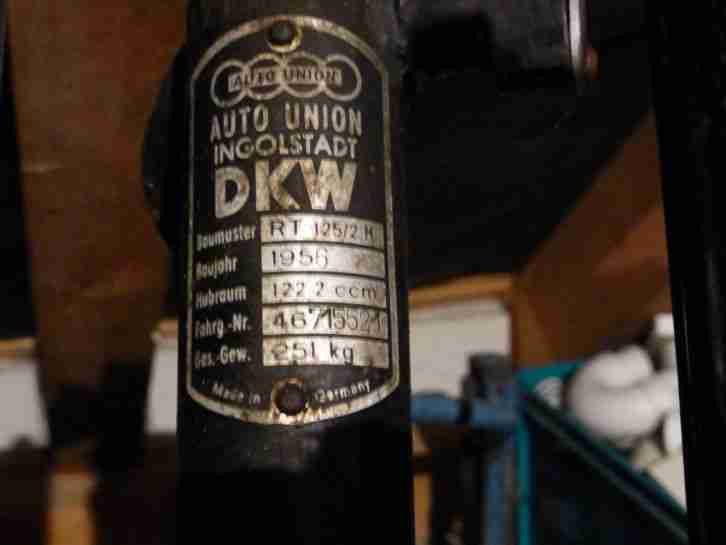 AUTO UNION
AUTO UNION
INGOLSTADT
DKW
Baumuster RT 125/2 H
Baujahr 1956
Hubraum 122 2 ccm
Fahrg.-Nr. 46715521
Ges.-Gew. 251 kg
Made in Germany